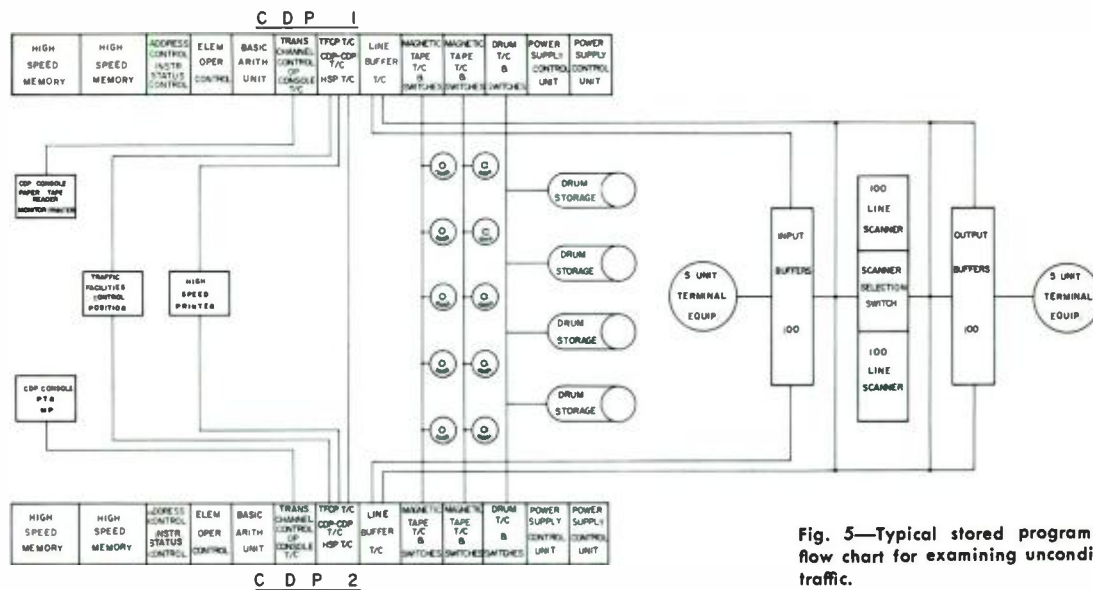 C D P 1
HIGH SPEED MEMORY
HIGH SPEED MEMORY
ADDRESS CONTROL INSTR STATUS CONTROL
ELEM OPER CONTROL
BASIC ARITH UNIT
TRANS CHANNEL CONTROL OP CONSOLE T/C
TFCP T/C CDP-CDP T/C HSP T/C
LINE BUFFER T/C
MAGNETIC TAPE T/C & SWITCHES
MAGNETIC TAPE T/C & SWITCHES
DRUM T/C & SWITCHES
POWER SUPPLY CONTROL UNIT
POWER SUPPLY CONTROL UNIT
CDP CONSOLE
PAPER TAPE
READER
MONITOR PRINTER
TRAFFIC
FACILITIES
CONTROL
POSITION
HIGH
SPEED
PRINTER
CDP CONSOLE
PTR
MP
DRUM
STORAGE
DRUM
STORAGE
DRUM
STORAGE
DRUM
STORAGE
S UNIT
TERMINAL
EQUIP
INPUT
BUFFERS
100
100
LINE
SCANNER
SCANNER
SELECTION
SWITCH
100
LINE
SCANNER
OUTPUT
BUFFERS
100
S UNIT
TERMINAL
EQUIP
HIGH SPEED MEMORY
HIGH SPEED MEMORY
ADDRESS CONTROL INSTR STATUS CONTROL
ELEM OPER CONTROL
BASIC ARITH UNIT
TRANS CHANNEL CONTROL OP CONSOLE T/C
TFCP T/C CDP-CDP T/C HSP T/C
LINE BUFFER T/C
MAGNETIC TAPE T/C & SWITCHES
MAGNETIC TAPE T/C & SWITCHES
DRUM T/C & SWITCHES
POWER SUPPLY CONTROL UNIT
POWER SUPPLY CONTROL UNIT
C D P 2
Fig. 5—Typical stored program
flow chart for examining uncondi
traffic.